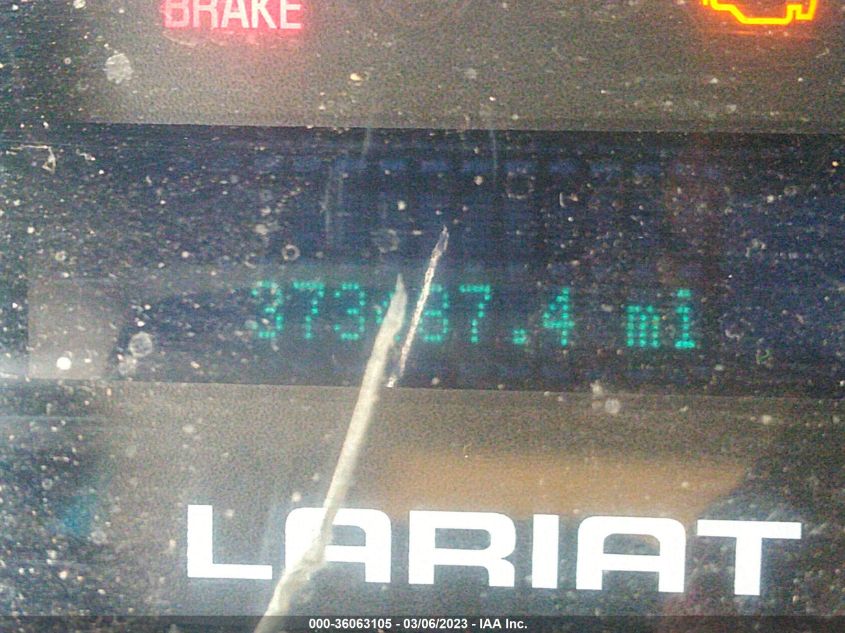 BRAKE
mi
LARIAT
000-36063105 - 03/06/2023 - IAA Inc.